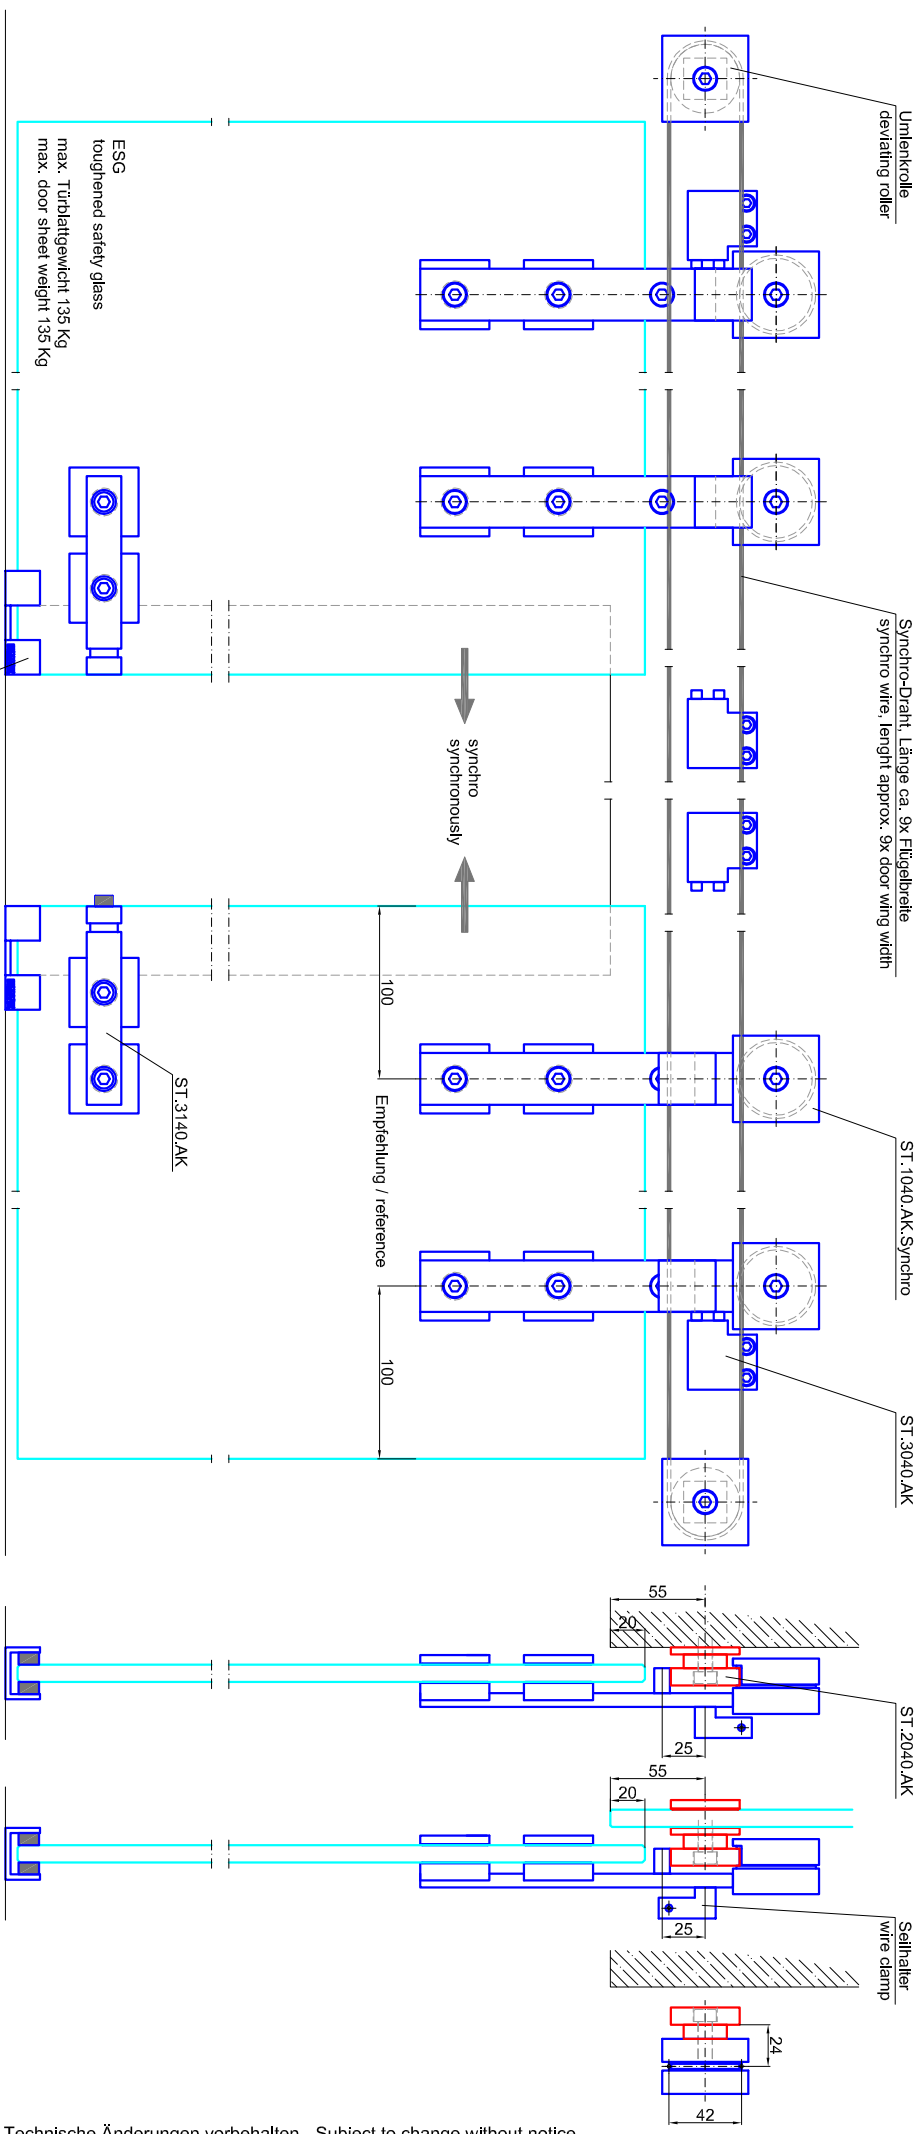 Umlenkrolle
deviating roller
Synchro-Draht, Länge ca. 9x Flügelbreite
synchro wire, lenght approx. 9x door wing width
ST.1040.AK.Synchro
ST.3040.AK
ST.2040.AK
Seilhalter
wire clamp
synchro
synchronously
100
Empfehlung / reference
100
ST.3140.AK
ESG
toughened safety glass
max. Türblattgewicht 135 Kg
max. door sheet weight 135 Kg
55
20
25
55
20
25
24
42
Technische Änderungen vorbehalten - Subject to change without notice